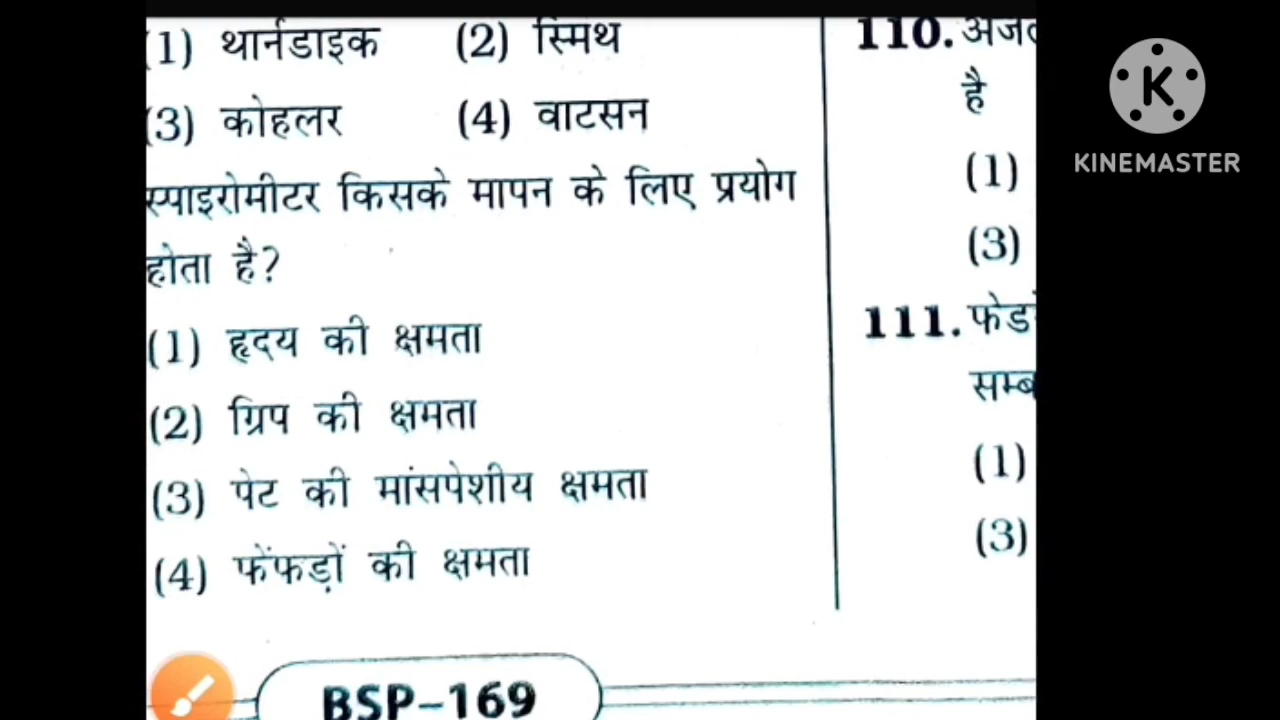 (1) थार्नडाइक (2) स्मिथ
(3) कोहलर (4) वाटसन
स्पाइरोमीटर किसके मापन के लिए प्रयोग
होता है?
(1) हृदय की क्षमता
(2) ग्रिप की क्षमता
(3) पेट की मांसपेशीय क्षमता
(4) फेंफड़ों की क्षमता
BSP-169
110.
है
(1)
(3)
111.
(1)
(3)
K
KINEMASTER